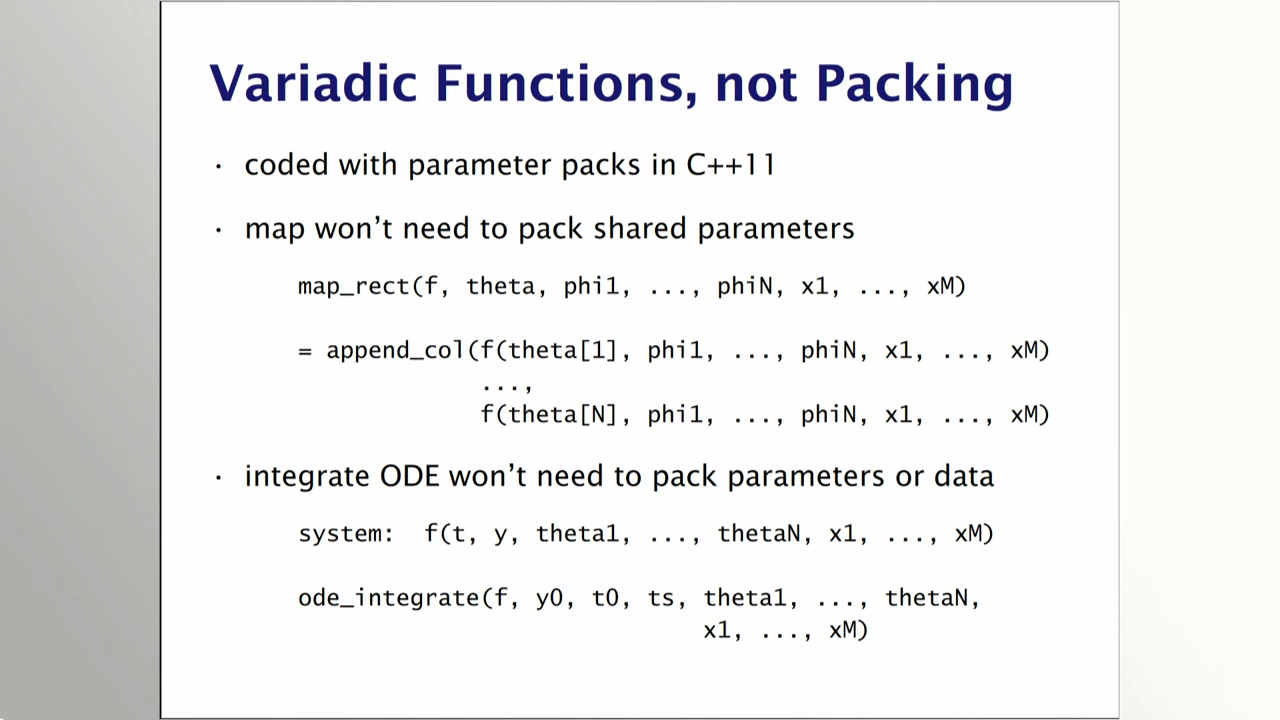 Variadic Functions, not Packing
· coded with parameter packs in C++11
· map won't need to pack shared parameters
map_rect(f, theta, phi1, ..., phiN, x1, ..., xM)
= append_col(f(theta[1], phi1, ..., phiN, x1, ..., xM)
...,
f(theta[N], phi1, ..., phiN, x1, ..., xM)
· integrate ODE won't need to pack parameters or data
system: f(t, y, theta1, ..., thetaN, x1, ..., xM)
ode_integrate(f, y0, t0, ts, theta1, ..., thetaN,
x1, ..., xM)